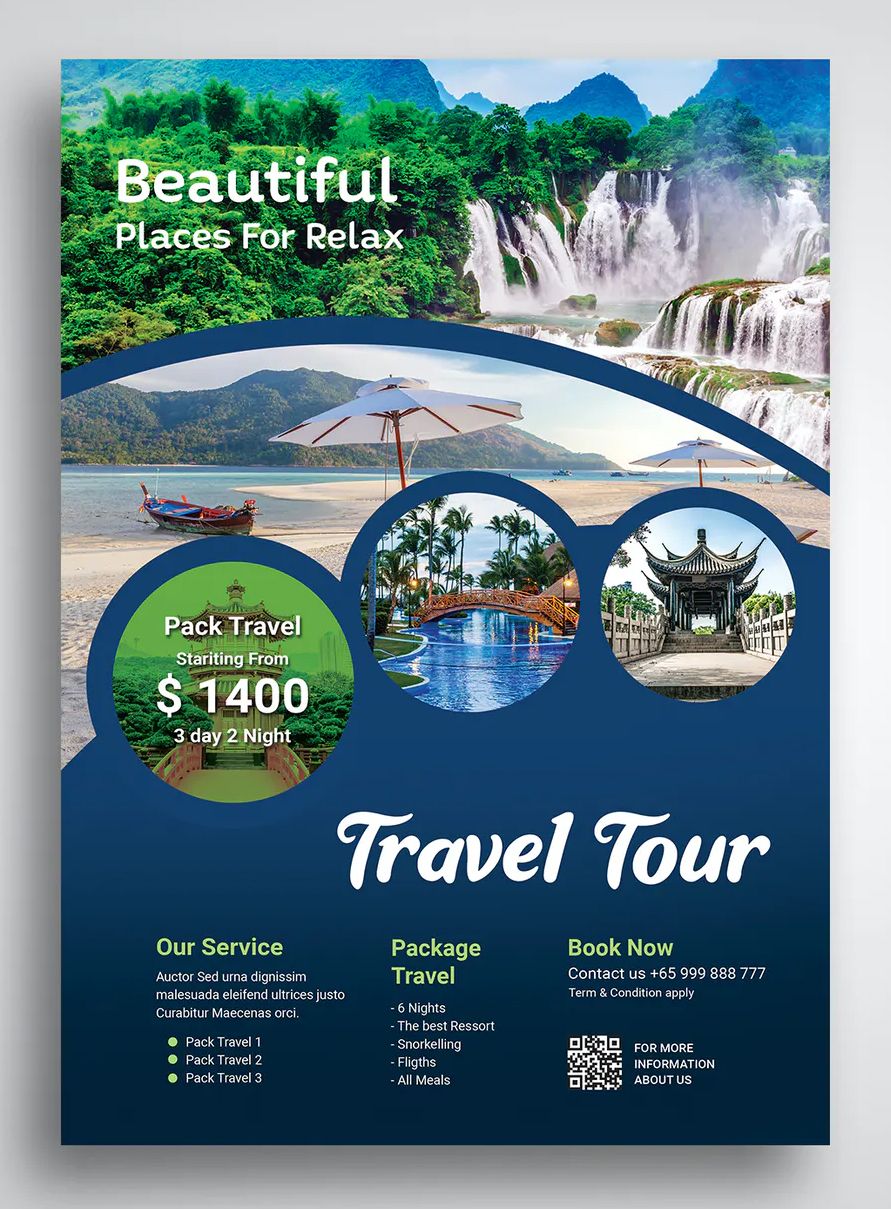 Beautiful
Places For Relax
Pack Travel
Stariting From
$ 1400
3 day 2 Night
Travel Tour
Our Service
Auctor Sed urna dignissim
malesuada eleifend ultrices justo
Curabitur Maecenas orci.
Pack Travel 1
Pack Travel 2
Pack Travel 3
Package
Travel
- 6 Nights
- The best Ressort
- Snorkelling
- Fligths
- All Meals
Book Now
Contact us +65 999 888 777
Term & Condition apply
FOR MORE
INFORMATION
ABOUT US